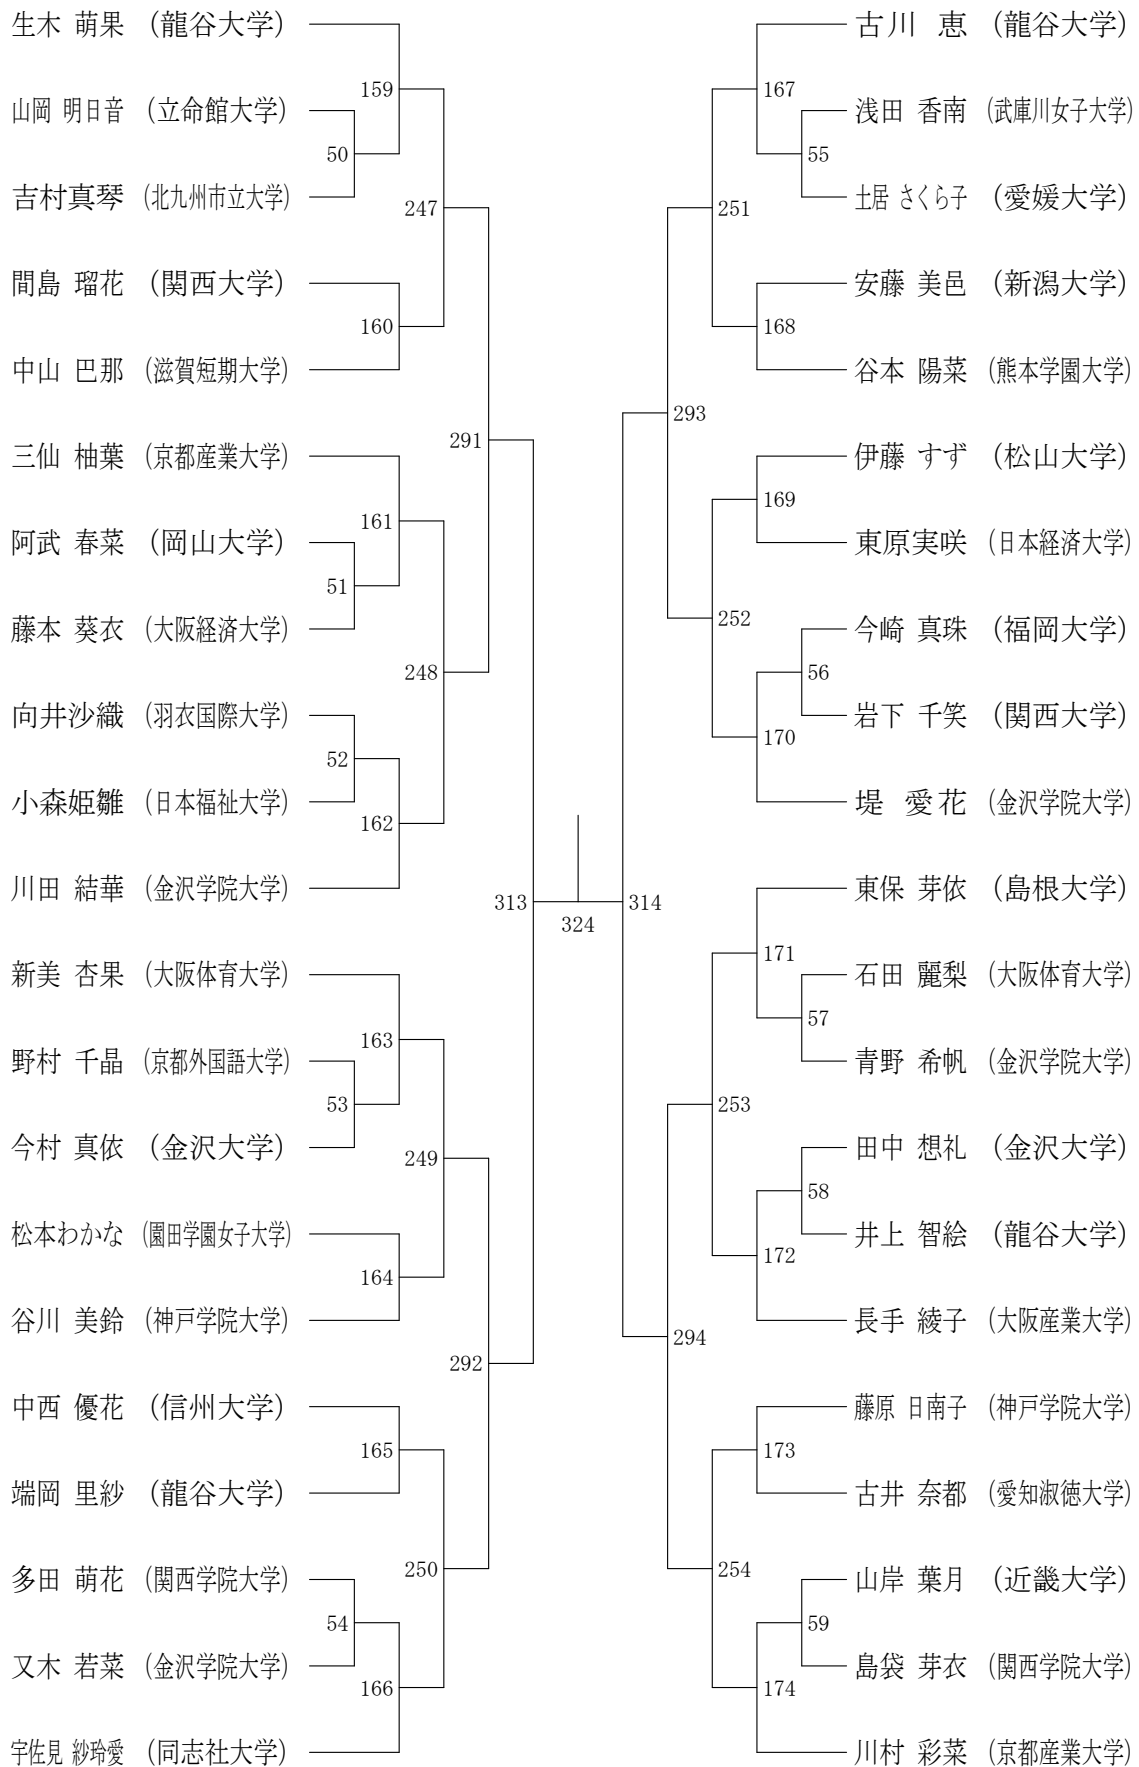 生木 萌果 (龍谷大学)
159
山岡 明日音 (立命館大学)
50
吉村真琴 (北九州市立大学)
247
間島 瑠花 (関西大学)
160
中山 巴那 (滋賀短期大学)
291
三仙 柚葉 (京都産業大学)
161
阿武 春菜 (岡山大学)
51
藤本 葵衣 (大阪経済大学)
248
向井沙織 (羽衣国際大学)
52
小森姫雛 (日本福祉大学)
162
川田 結華 (金沢学院大学)
313
新美 杏果 (大阪体育大学)
163
野村 千晶 (京都外国語大学)
53
今村 真依 (金沢大学)
249
松本わかな (園田学園女子大学)
164
谷川 美鈴 (神戸学院大学)
292
中西 優花 (信州大学)
165
端岡 里紗 (龍谷大学)
250
多田 萌花 (関西学院大学)
54
又木 若菜 (金沢学院大学)
166
宇佐見 紗玲愛 (同志社大学)
324
古川 恵 (龍谷大学)
167
浅田 香南 (武庫川女子大学)
55
土居 さくら子 (愛媛大学)
251
安藤 美邑 (新潟大学)
168
谷本 陽菜 (熊本学園大学)
293
伊藤 すず (松山大学)
169
東原実咲 (日本経済大学)
252
今崎 真珠 (福岡大学)
56
岩下 千笑 (関西大学)
170
堤 愛花 (金沢学院大学)
314
東保 芽依 (島根大学)
171
石田 麗梨 (大阪体育大学)
57
青野 希帆 (金沢学院大学)
253
田中 想礼 (金沢大学)
58
井上 智絵 (龍谷大学)
172
長手 綾子 (大阪産業大学)
294
藤原 日南子 (神戸学院大学)
173
古井 奈都 (愛知淑徳大学)
254
山岸 葉月 (近畿大学)
59
島袋 芽衣 (関西学院大学)
174
川村 彩菜 (京都産業大学)